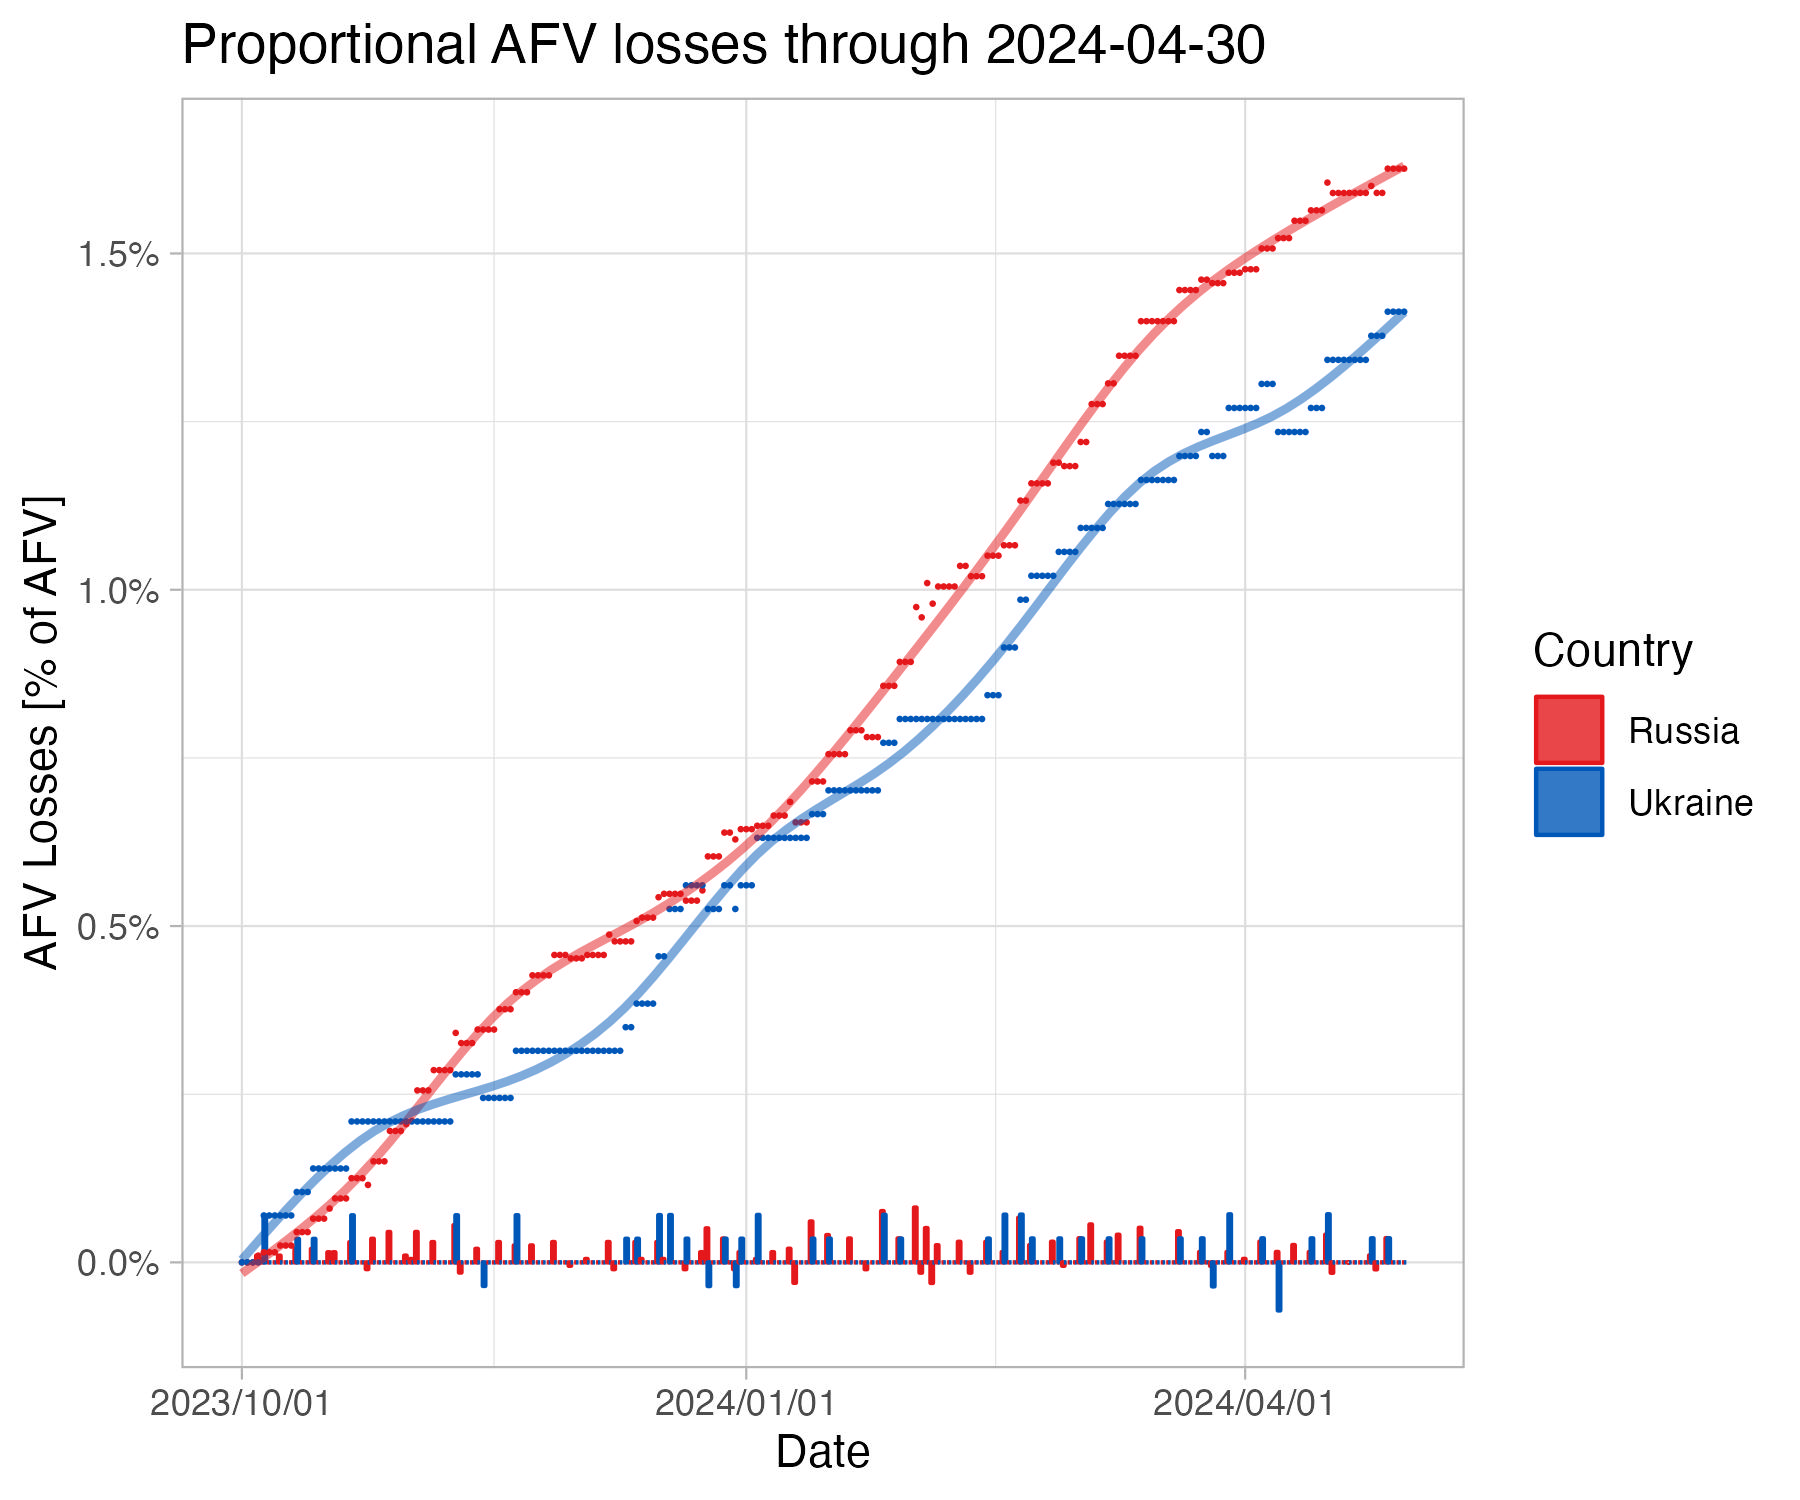 Proportional AFV losses through 2024-04-30
AFV Losses [% of AFV]
1.5%
1.0%
0.5%
0.0%
2023/10/01
2024/01/01
2024/04/01
Date
Country
Russia
Ukraine